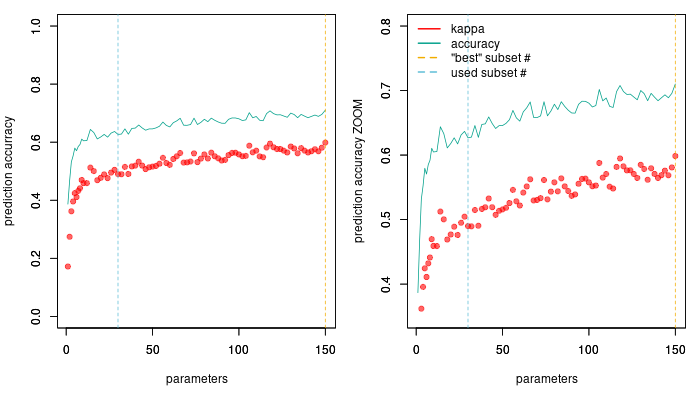 1.0
0.8
0.6
0.4
0.2
0.0
prediction accurracy
0 50 100 150
parameters
0.8
0.7
0.6
0.5
0.4
prediction accuracy ZOOM
kappa
accuracy
"best" subset #
used subset #
0 50 100 150
parameters